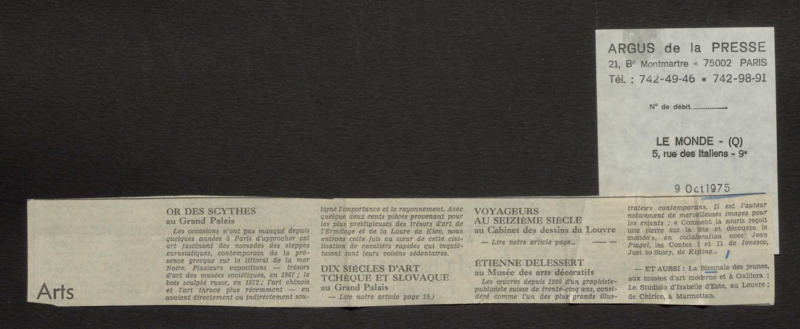 ARGUS de la PRESSE
21, Bd Montmartre - 75002 PARIS
Tél. : 742-49-46 • 742-98-91
N° de débit
LE MONDE - (Q)
5, rue des Italiens - 9e
9 Oct 1975
Arts
OR DES SCYTHES
au Grand Palais
Les occasions n'ont pas manqué depuis
quelques années à Paris d'approcher cet
art fascinant des nomades des steppes
eurasiatiques, contemporain de la pré-
sence grecque sur le littoral de la mer
Noire. Plusieurs expositions — trésors
d'art des musées soviétiques, en 1967 ; le
bois sculpté russe, en 1973 ; l'art chinois
et l'art thrace plus récemment — en
avaient directement ou indirectement sou-
ligné l'importance et le rayonnement. Avec
quelque deux cents pièces provenant pour
les plus prestigieuses des trésors d'art de
l'Ermitage et de la Laure de Kiev, nous
entrons cette fois au cœur de cette civi-
lisation de cavaliers rapides qui inquié-
taient tant leurs voisins sédentaires.
DIX SIÈCLES D'ART
TCHÈQUE ET SLOVAQUE
au Grand Palais
— Lire notre article page 15.)
VOYAGEURS
AU SEIZIÈME SIÈCLE
au Cabinet des dessins du Louvre
— Lire notre article page..
ÉTIENNE DELESSERT
au Musée des arts décoratifs
Les œuvres depuis 1960 d'un graphiste-
publiciste suisse de trente-cinq ans, consi-
déré comme l'un des plus grands illus-
trateurs contemporains. Il est l'auteur
notamment de merveilleuses images pour
les enfants : « Comment la souris reçoit
une pierre sur la tête et découvre le
monde », en collaboration avec Jean
Piaget, les Contes I et II de Ionesco,
Just so Story, de Kipling...
— ET AUSSI : La Biennale des jeunes,
aux musées d'art moderne et à Galliera ;
Le Studiolo d'Isabelle d'Este, au Louvre ;
de Chirico, à Marmottan.